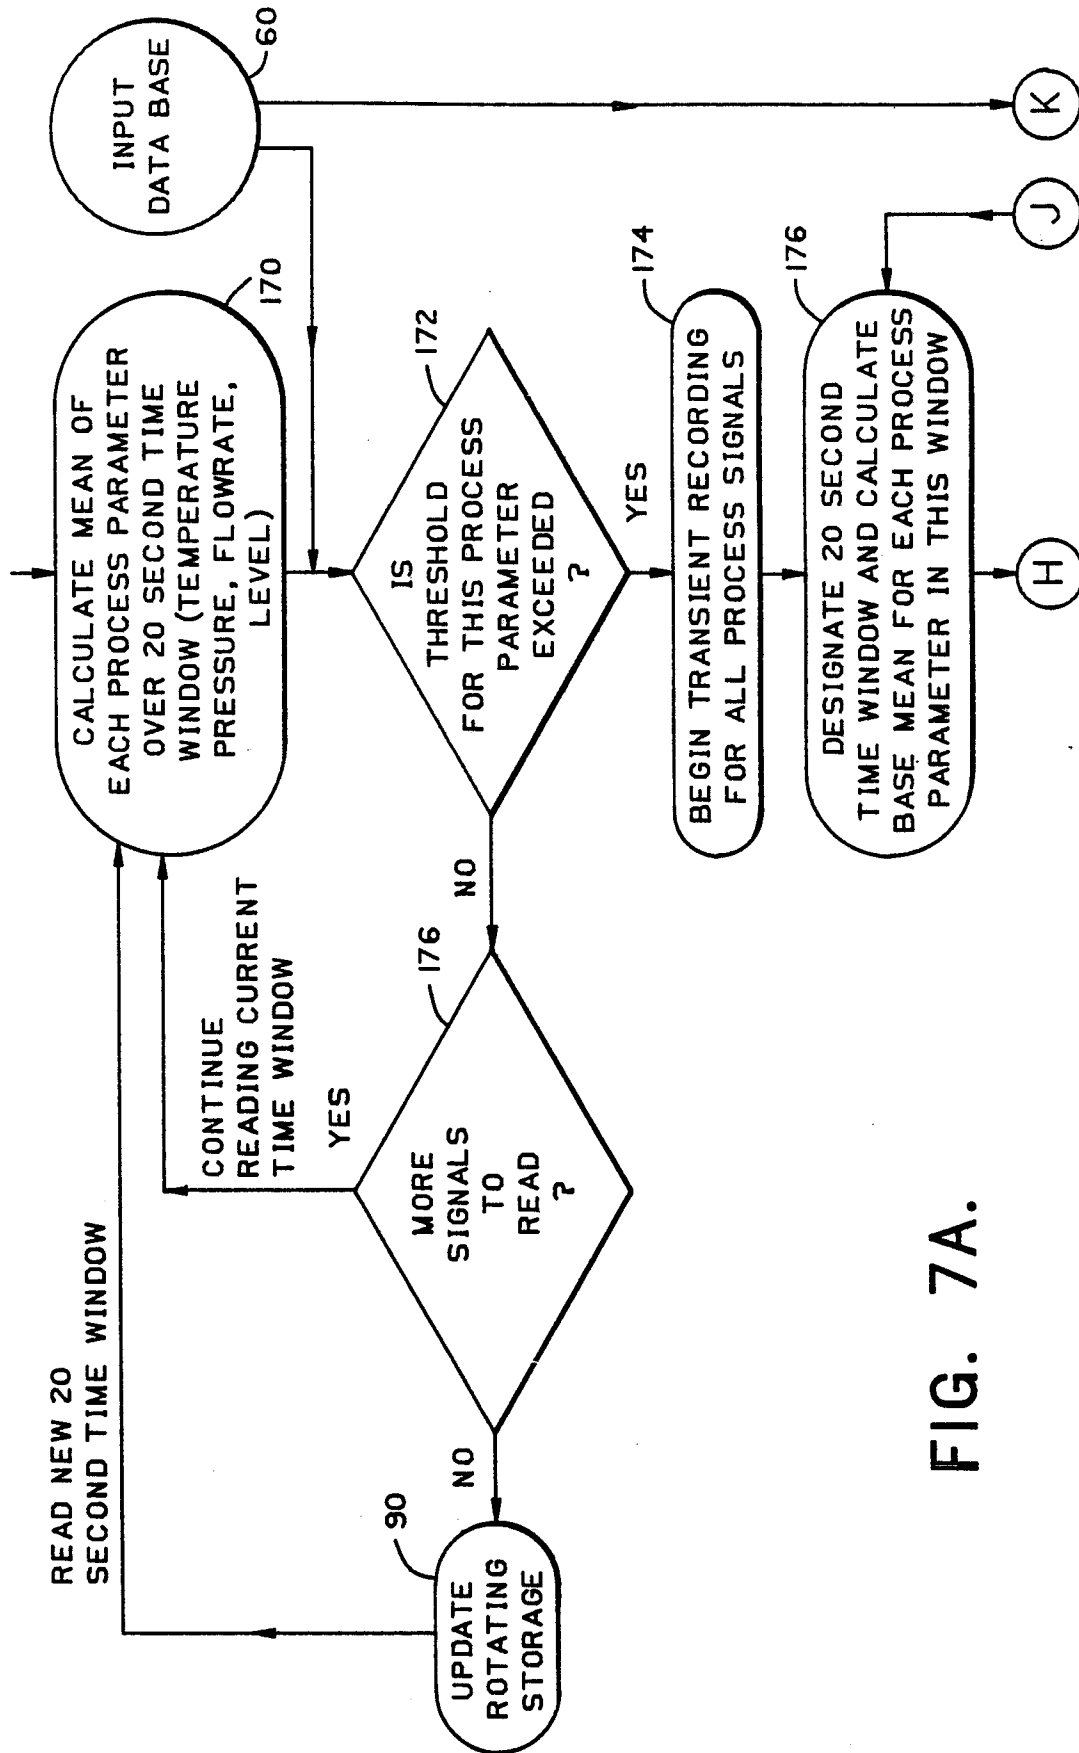 INPUT
DATA BASE
60
CALCULATE MEAN OF
EACH PROCESS PARAMETER
OVER 20 SECOND TIME
WINDOW (TEMPERATURE
PRESSURE, FLOWRATE,
LEVEL)
170
READ NEW 20
SECOND TIME WINDOW
CONTINUE
READING CURRENT
TIME WINDOW
YES
IS
THRESHOLD
FOR THIS PROCESS
PARAMETER
EXCEEDED
?
172
NO
YES
MORE
SIGNALS
TO
READ
?
176
NO
UPDATE
ROTATING
STORAGE
90
BEGIN TRANSIENT RECORDING
FOR ALL PROCESS SIGNALS
174
DESIGNATE 20 SECOND
TIME WINDOW AND CALCULATE
BASE MEAN FOR EACH PROCESS
PARAMETER IN THIS WINDOW
176
H
J
K
FIG. 7A.